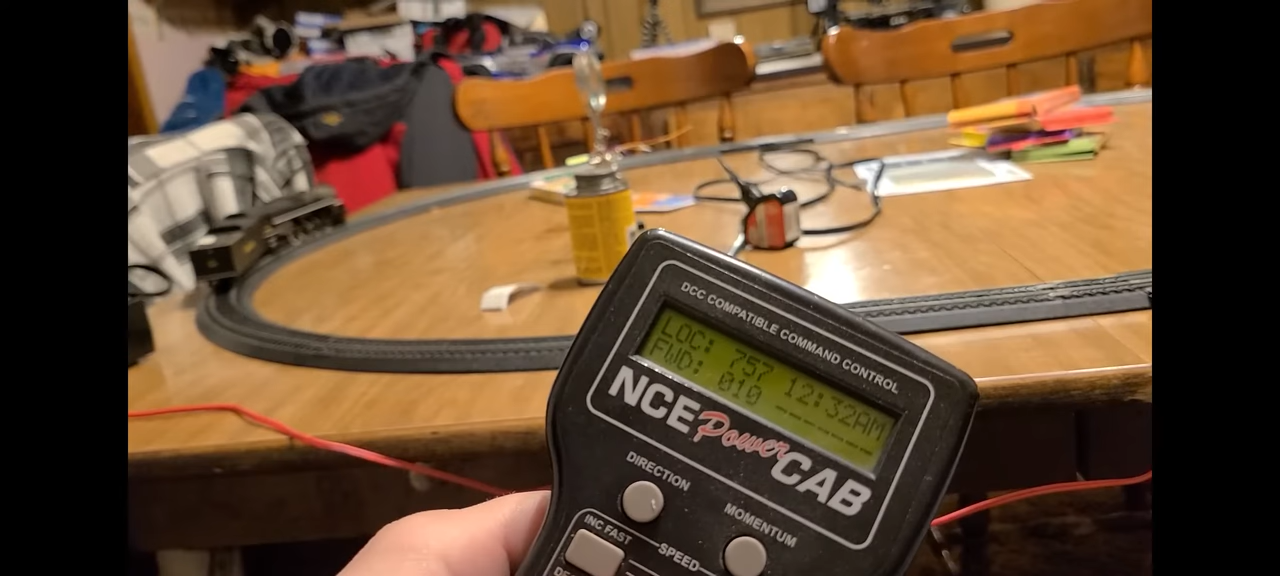 DCC COMPATIBLE COMMAND CONTROL
LOC: 757 12:32AM
FWD: 010 -------
NCE Power CAB
DIRECTION
MOMENTUM
INC FAST
SPEED